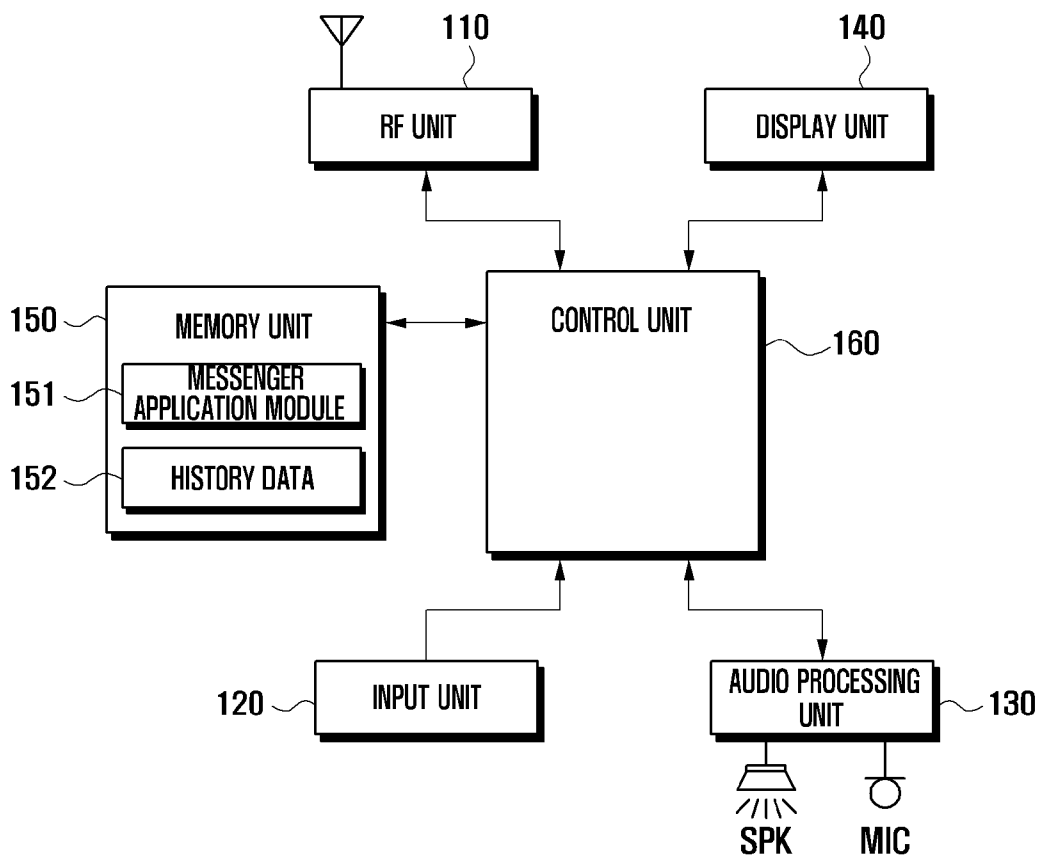 110
140
RF UNIT
DISPLAY UNIT
150
MEMORY UNIT
CONTROL UNIT
160
151
MESSENGER
APPLICATION MODULE
152
HISTORY DATA
120
INPUT UNIT
AUDIO PROCESSING
UNIT
130
SPK
MIC